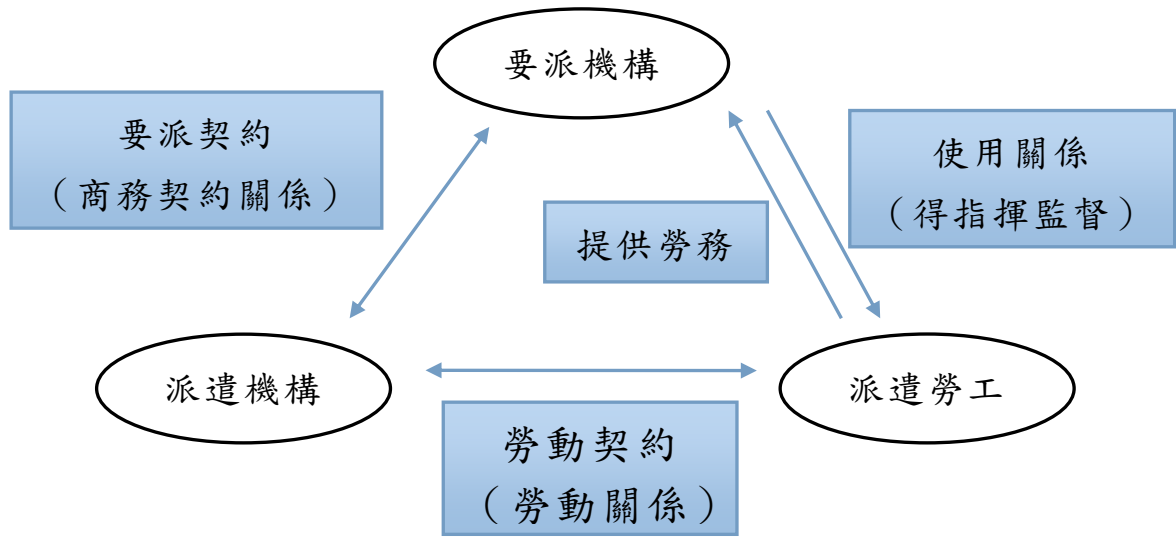 要派機構
要派契約
（商務契約關係）
使用關係
（得指揮監督）
提供勞務
派遣機構
派遣勞工
勞動契約
（勞動關係）